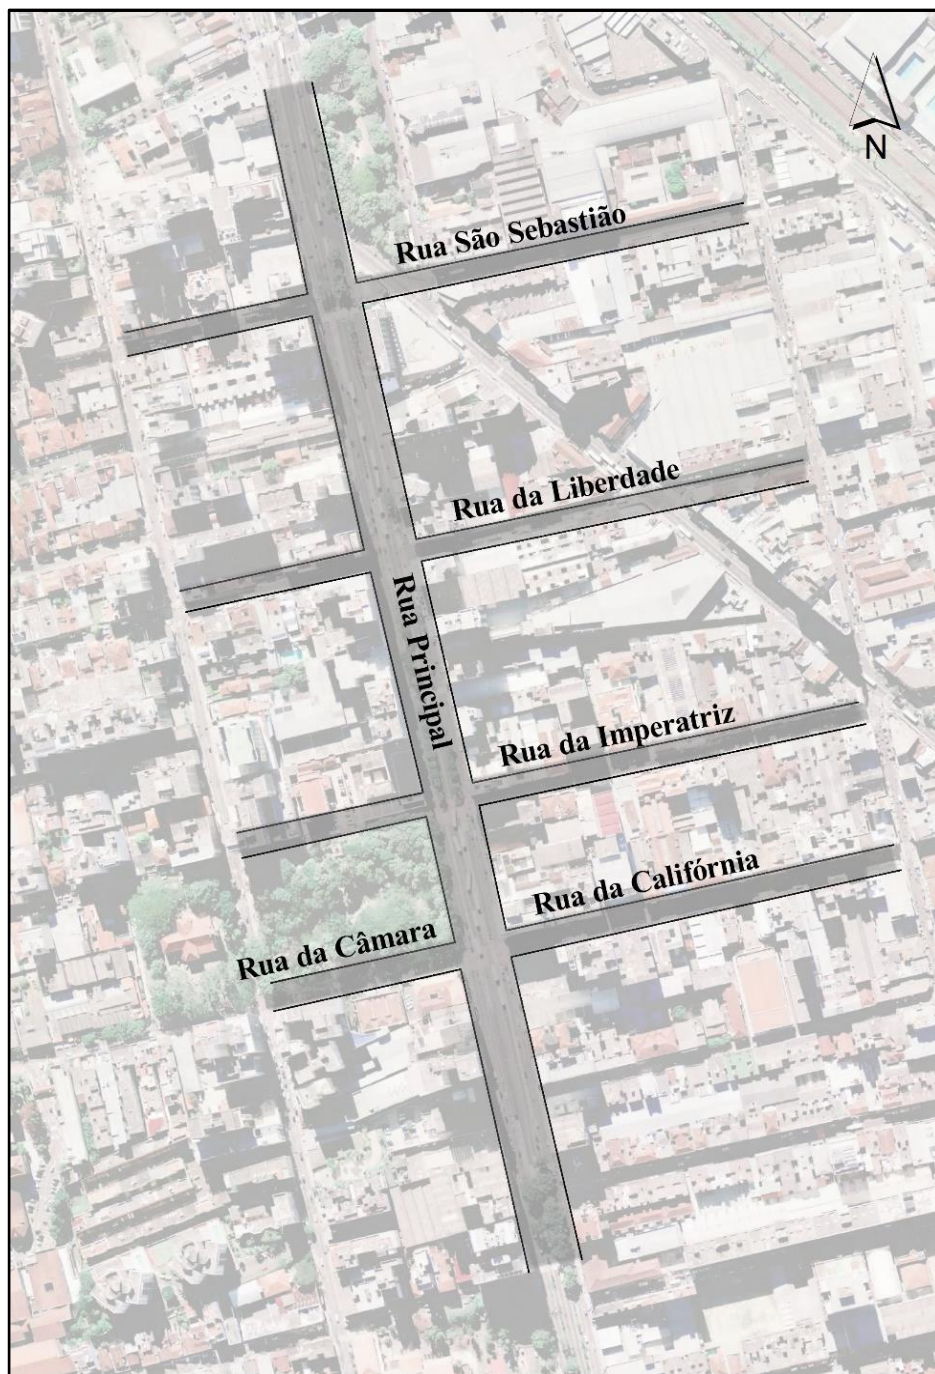 N
Rua São Sebastião
Rua da Liberdade
Rua Principal
Rua da Imperatriz
Rua da Califórnia
Rua da Câmara